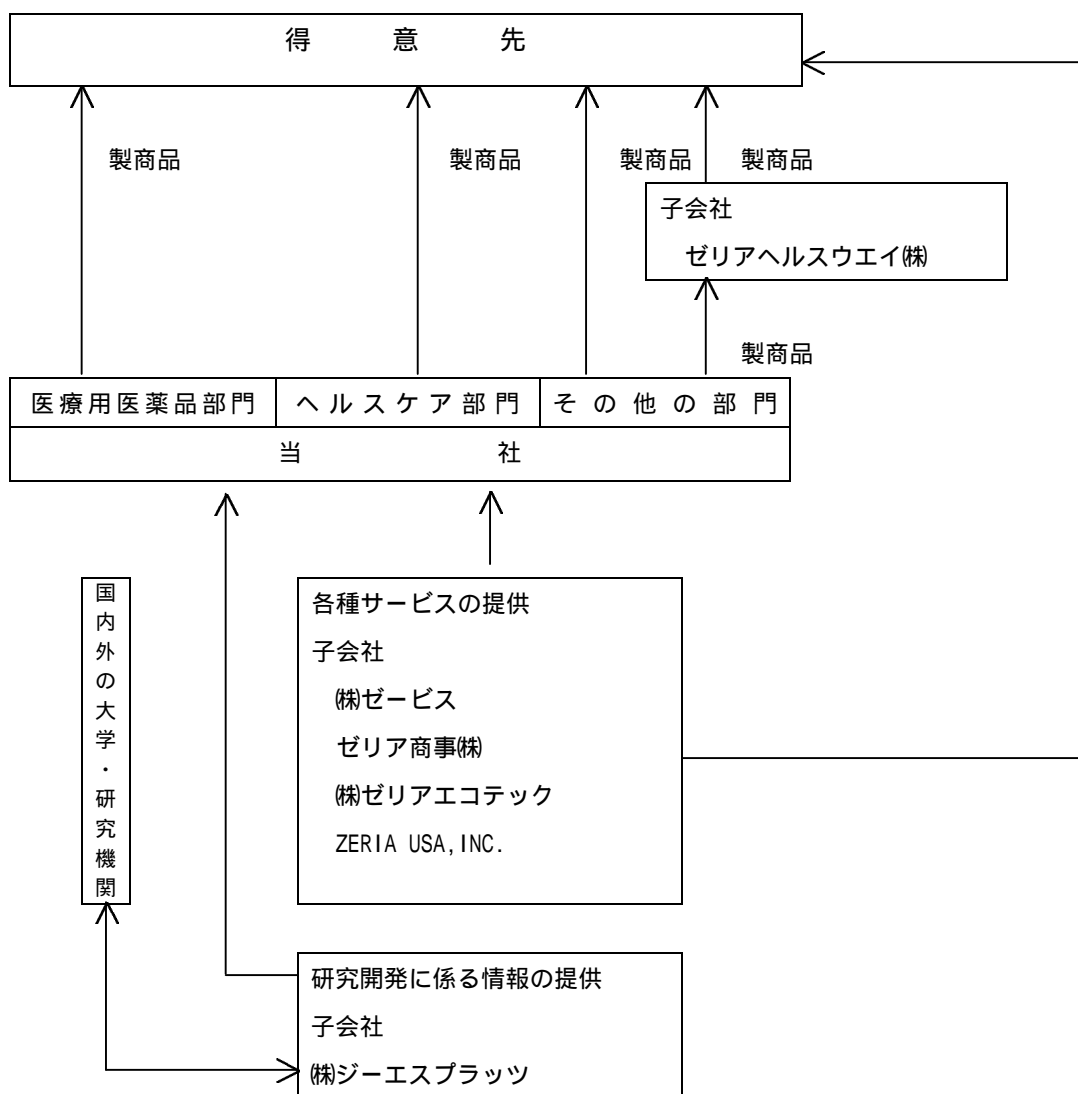 得意先
製商品
製商品
製商品
製商品
子会社
ゼリアヘルスウエイ㈱
製商品
医療用医薬品部門
ヘルスケア部門
その他の部門
当社
国内外の大学・研究機関
各種サービスの提供
子会社
㈱ゼービス
ゼリア商事㈱
㈱ゼリアエコテック
ZERIA USA,INC.
研究開発に係る情報の提供
子会社
㈱ジーエスプラッツ